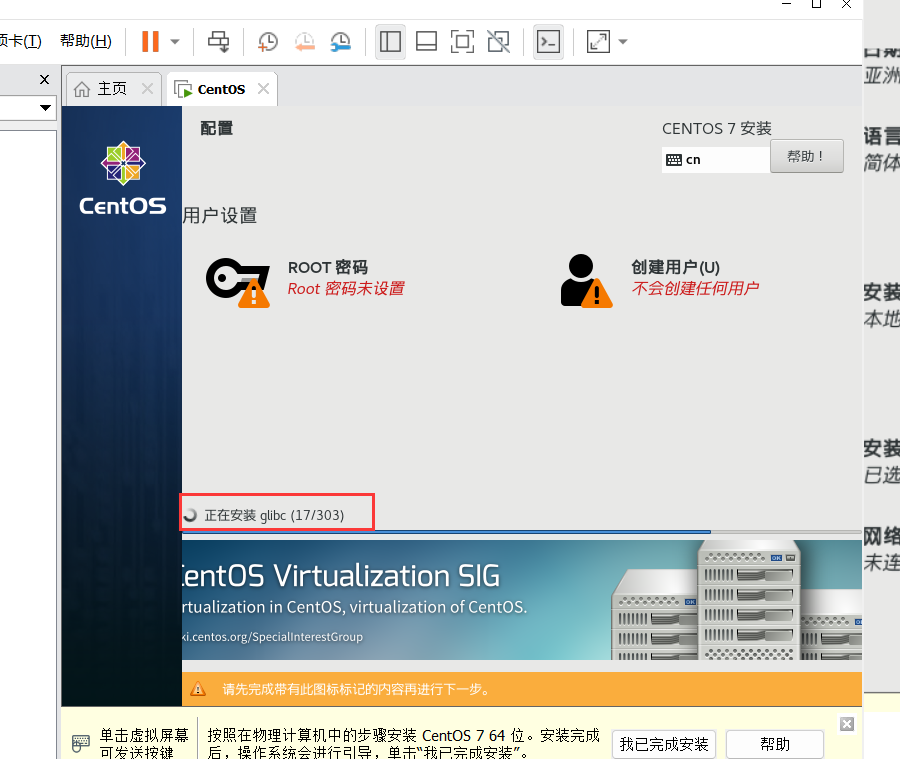 帮助(H)
主页
CentOS
配置
CENTOS 7 安装
cn
帮助！
CentOS
用户设置
ROOT 密码
Root 密码未设置
创建用户(U)
不会创建任何用户
正在安装 glibc (17/303)
entOS Virtualization SIG
rtualization in CentOS, virtualization of CentOS.
ki.centos.org/SpecialInterestGroup
OK
OK
请先完成带有此图标标记的内容再进行下一步。
单击虚拟屏幕
可发送按键
按照在物理计算机中的步骤安装 CentOS 7 64 位。安装完成
后，操作系统会进行引导，单击“我已完成安装”。
我已完成安装
帮助
亚洲
语言
简体
安装
本地
安装
已选
网络
未连